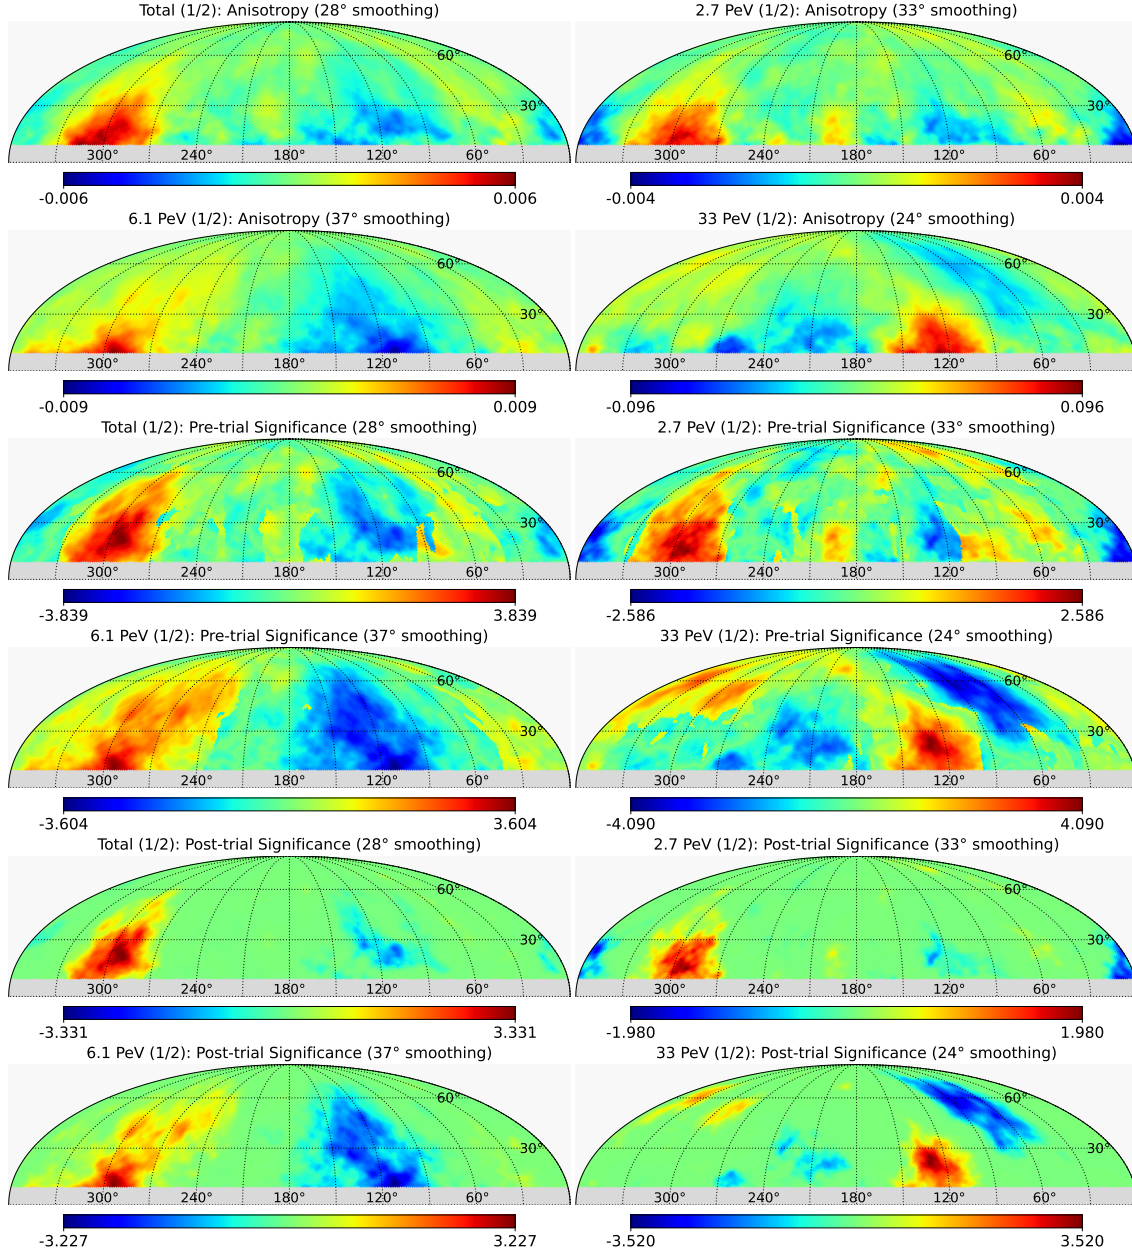 Total (1/2): Anisotropy (28° smoothing)
2.7 PeV (1/2): Anisotropy (33° smoothing)
60°
30°
300° 240° 180° 120° 60°
60°
30°
300° 240° 180° 120° 60°
-0.006 0.006
-0.004 0.004
6.1 PeV (1/2): Anisotropy (37° smoothing)
33 PeV (1/2): Anisotropy (24° smoothing)
60°
30°
300° 240° 180° 120° 60°
60°
30°
300° 240° 180° 120° 60°
-0.009 0.009
-0.096 0.096
Total (1/2): Pre-trial Significance (28° smoothing)
2.7 PeV (1/2): Pre-trial Significance (33° smoothing)
60°
30°
300° 240° 180° 120° 60°
60°
30°
300° 240° 180° 120° 60°
-3.839 3.839
-2.586 2.586
6.1 PeV (1/2): Pre-trial Significance (37° smoothing)
33 PeV (1/2): Pre-trial Significance (24° smoothing)
60°
30°
300° 240° 180° 120° 60°
60°
30°
300° 240° 180° 120° 60°
-3.604 3.604
-4.090 4.090
Total (1/2): Post-trial Significance (28° smoothing)
2.7 PeV (1/2): Post-trial Significance (33° smoothing)
60°
30°
300° 240° 180° 120° 60°
60°
30°
300° 240° 180° 120° 60°
-3.331 3.331
-1.980 1.980
6.1 PeV (1/2): Post-trial Significance (37° smoothing)
33 PeV (1/2): Post-trial Significance (24° smoothing)
60°
30°
300° 240° 180° 120° 60°
60°
30°
300° 240° 180° 120° 60°
-3.227 3.227
-3.520 3.520